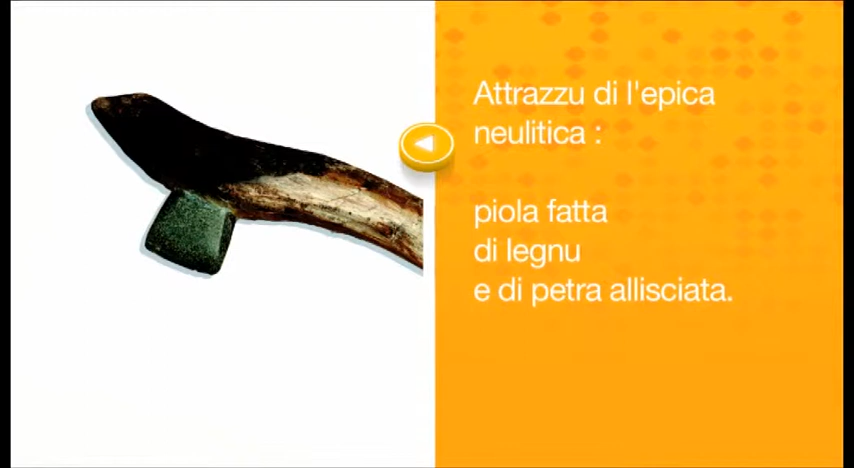 Attrazzu di l'epica
neulitica :
piola fatta
di legnu
e di petra allisciata.